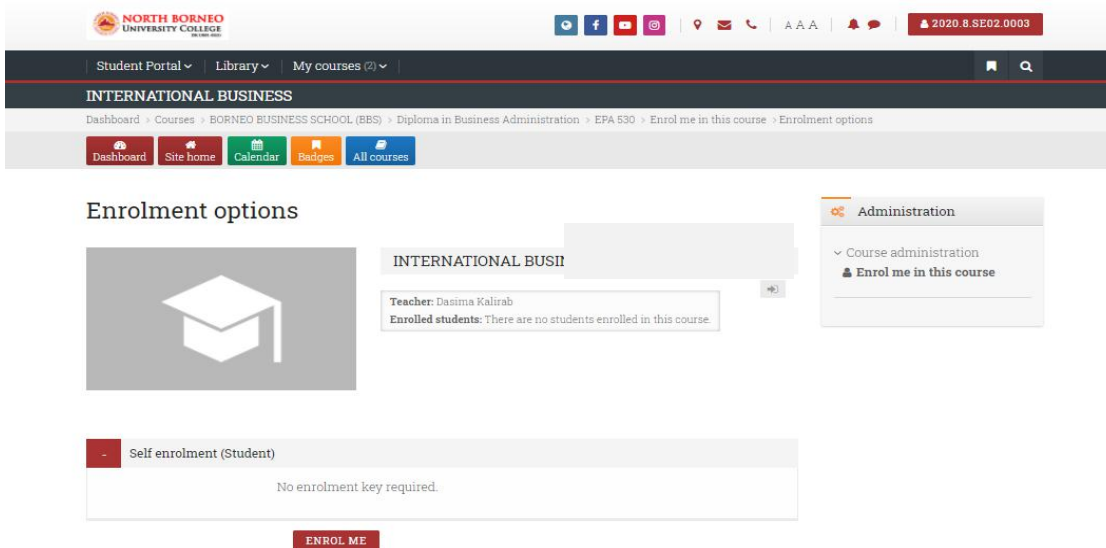 NORTH BORNEO
UNIVERSITY COLLEGE
A A A
2020.8.SE02.0003
Student Portal
Library
My courses (2)
INTERNATIONAL BUSINESS
Dashboard > Courses > BORNEO BUSINESS SCHOOL (BBS) > Diploma in Business Administration > EPA 530 > Enrol me in this course > Enrolment options
Dashboard
Site home
Calendar
Badges
All courses
Enrolment options
INTERNATIONAL BUSI
Teacher: Dasima Kalirab
Enrolled students: There are no students enrolled in this course.
Administration
Course administration
Enrol me in this course
- Self enrolment (Student)
No enrolment key required.
ENROL ME